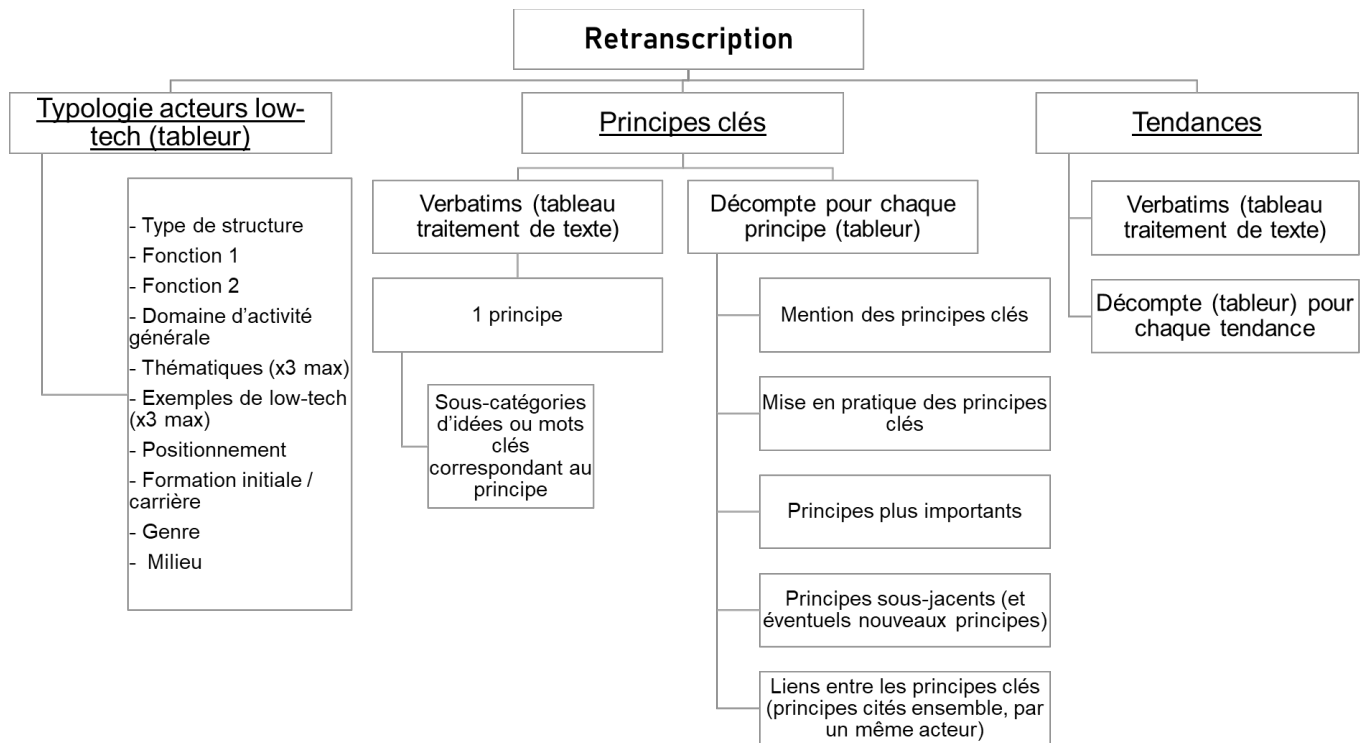 Retranscription
Typologie acteurs low-
tech (tableur)
- Type de structure
- Fonction 1
- Fonction 2
- Domaine d’activité
générale
- Thématiques (x3 max)
- Exemples de low-tech
(x3 max)
- Positionnement
- Formation initiale /
carrière
- Genre
- Milieu
Principes clés
Verbatims (tableau
traitement de texte)
1 principe
Sous-catégories
d’idées ou mots
clés
correspondant au
principe
Décompte pour chaque
principe (tableur)
Mention des principes clés
Mise en pratique des principes
clés
Principes plus importants
Principes sous-jacents (et
éventuels nouveaux principes)
Liens entre les principes clés
(principes cités ensemble, par
un même acteur)
Tendances
Verbatims (tableau
traitement de texte)
Décompte (tableur) pour
chaque tendance